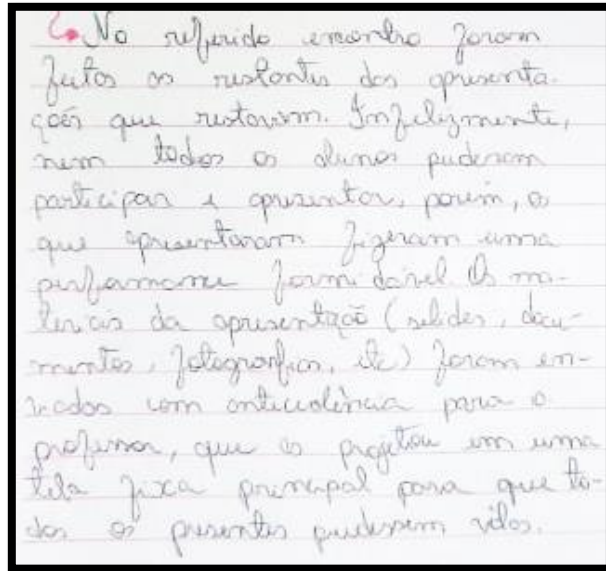 No referido encontro foram
feitos os restantes das apresenta
ções que restavam. Infelizmente,
nem todos os alunos puderam
participar e apresentar, porém, os
que apresentaram fizeram uma
performance formidável. Os ma-
teriais da apresentação (slides, docu-
mentos, fotografias, etc) foram en-
viados com antecedência para o
professor, que os projetou em uma
tela fixa principal para que to-
dos os presentes pudessem vê-los.